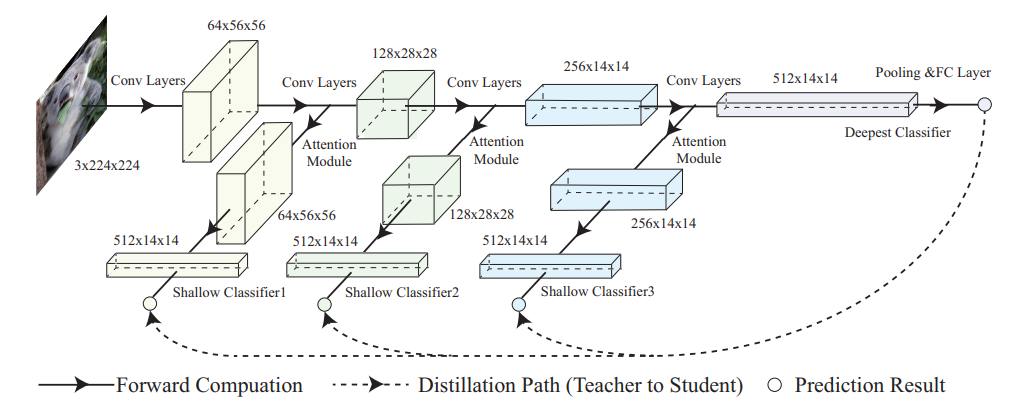 64x56x56
128x28x28
256x14x14
512x14x14
Pooling &FC Layer
Conv Layers
Conv Layers
Conv Layers
Conv Layers
3x224x224
Attention
Module
Attention
Module
Attention
Module
Deepest Classifier
64x56x56
128x28x28
256x14x14
512x14x14
512x14x14
512x14x14
Shallow Classifier1
Shallow Classifier2
Shallow Classifier3
Forward Compuation
Distillation Path (Teacher to Student)
Prediction Result